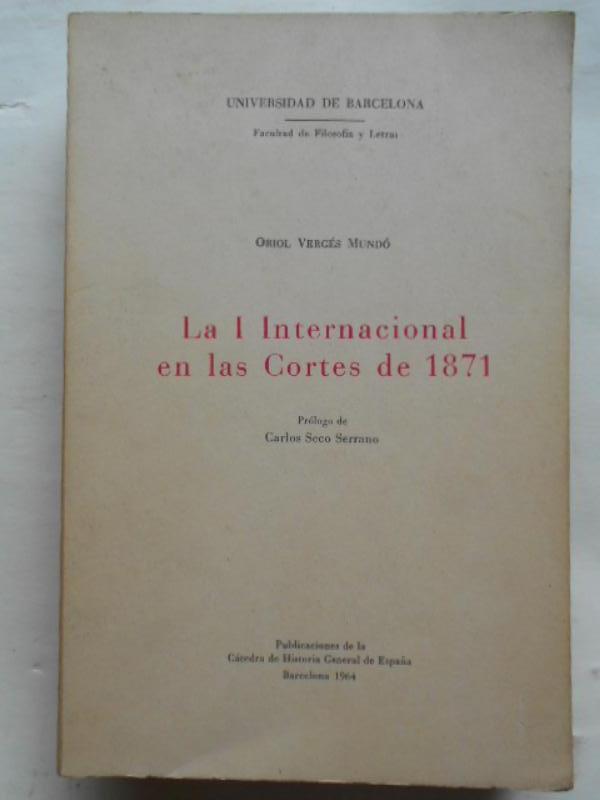 UNIVERSIDAD DE BARCELONA
Facultad de Filosofía y Letras
ORIOL VERGÉS MUNDÓ
La I Internacional
en las Cortes de 1871
Prólogo de
Carlos Seco Serrano
Publicaciones de la
Cátedra de Historia General de España
Barcelona 1964